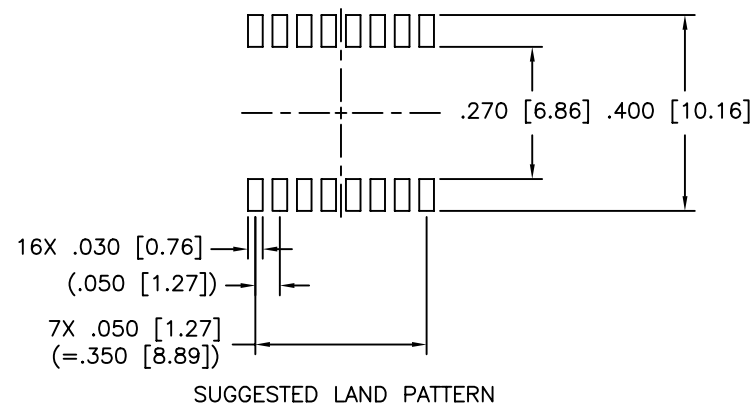 .270 [6.86] .400 [10.16]
16X .030 [0.76]
(.050 [1.27])
7X .050 [1.27]
(=.350 [8.89])
SUGGESTED LAND PATTERN